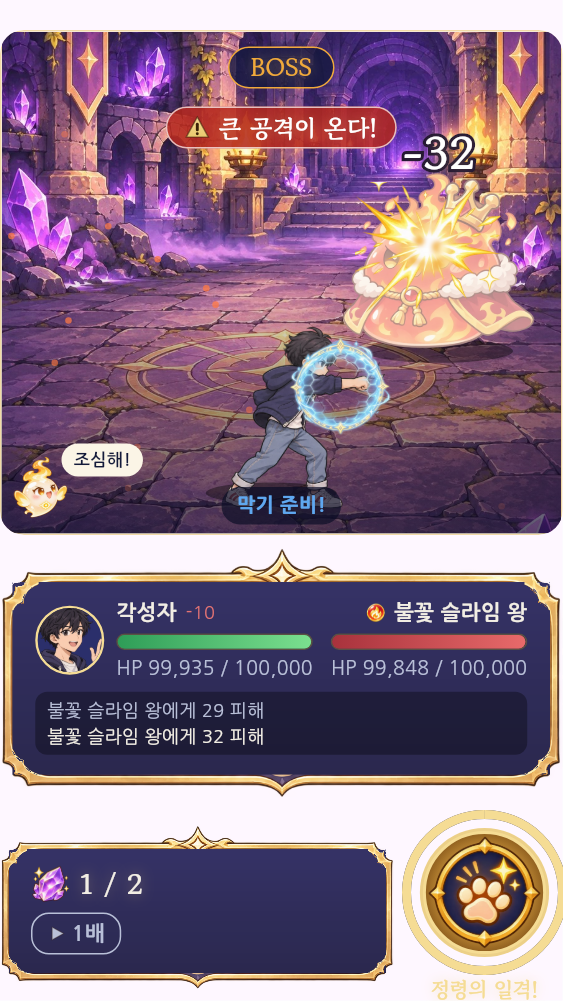 BOSS
⚠ 큰 공격이 온다!
-32
조심해!
막기 준비!
각성자 -10
불꽃 슬라임 왕
HP 99,935 / 100,000
HP 99,848 / 100,000
불꽃 슬라임 왕에게 29 피해
불꽃 슬라임 왕에게 32 피해
1 / 2
▶ 1배
정령의 일격!